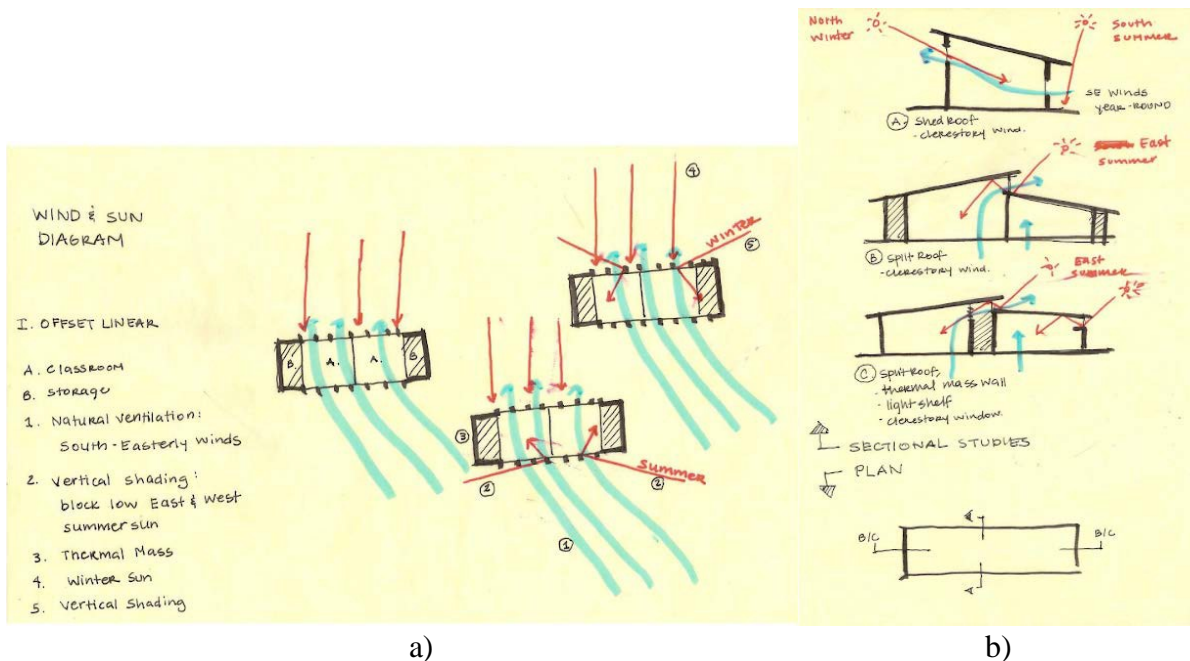 WIND & SUN
DIAGRAM
I. OFFSET LINEAR
A. Classroom
B. Storage
1. Natural Ventilation:
South-Easterly winds
2. Vertical Shading:
block low East & West
summer sun
3. Thermal Mass
4. Winter Sun
5. Vertical Shading
B.
A.
A.
B.
4
Winter
5
3
2
Summer
2
1
a)
North
Winter
South
Summer
SE Winds
year-round
A. Shed Roof
- clerestory wind.
East
Summer
B. Split Roof
- clerestory wind.
East
Summer
C. Split Roof,
- thermal mass wall
- light shelf
- clerestory window.
SECTIONAL STUDIES
PLAN
A
B/C
B/C
A
b)